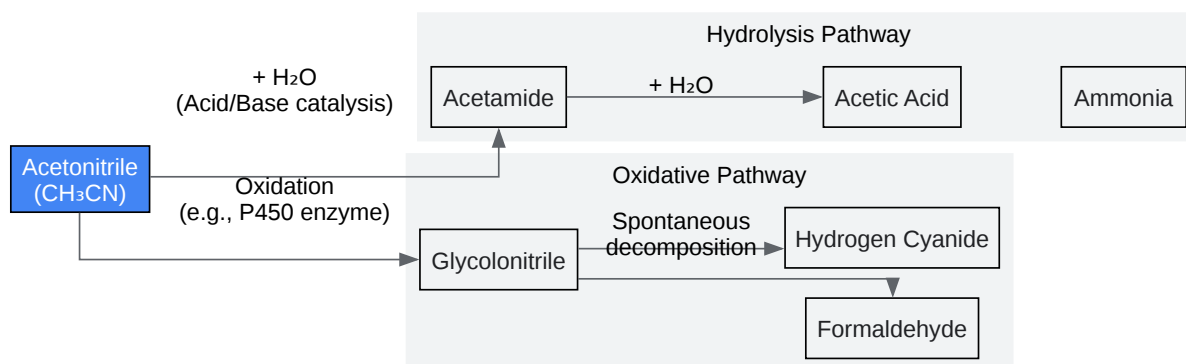 Hydrolysis Pathway
+ H₂O
(Acid/Base catalysis)
Acetamide
+ H₂O
Acetic Acid
Ammonia
Acetonitrile
(CH₃CN)
Oxidation
(e.g., P450 enzyme)
Oxidative Pathway
Glycolonitrile
Spontaneous
decomposition
Hydrogen Cyanide
Formaldehyde